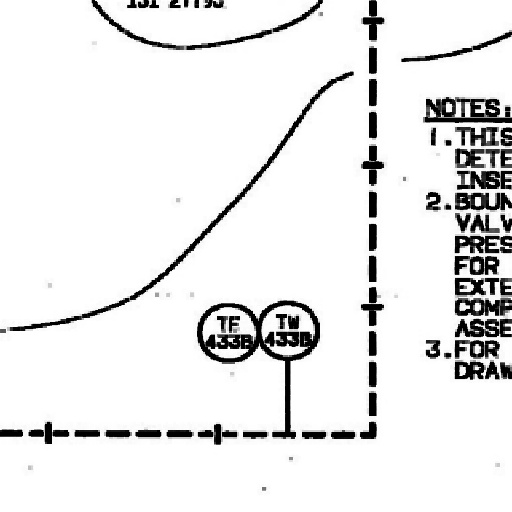 TE
433B
TW
433B
NOTES:
1.THIS
DETE
INSE
2.BOUN
VALV
PRES
FOR
EXTE
COMP
ASSE
3.FOR
DRAW